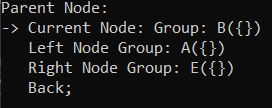 Parent Node:
-> Current Node: Group: B({})
Left Node Group: A({})
Right Node Group: E({})
Back;